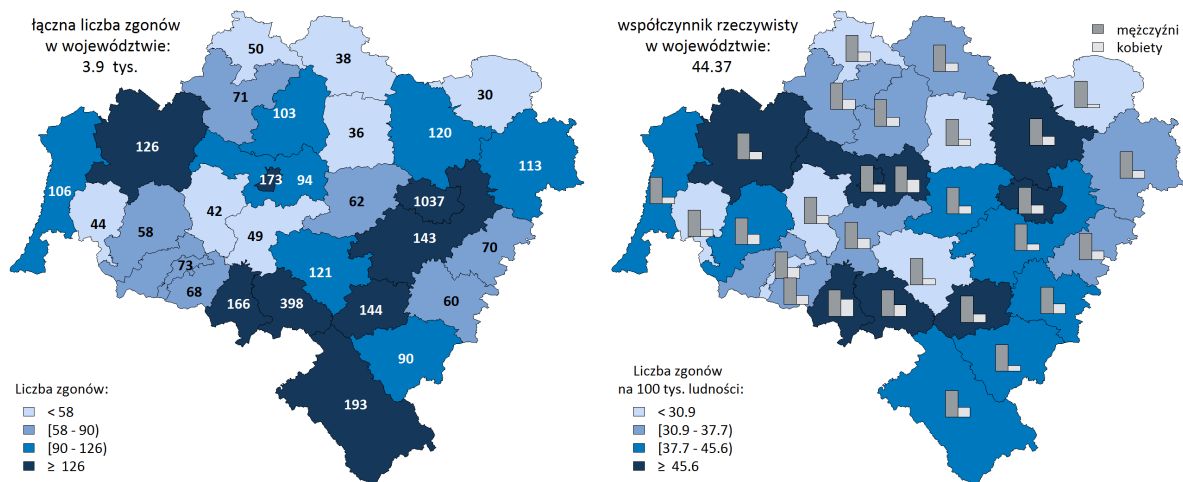 łączna liczba zgonów
w województwie:
3.9 tys.
50
38
30
71
103
36
120
126
113
173
94
106
42
62
1037
44
58
49
143
70
73
121
68
166
398
144
60
90
193
Liczba zgonów:
< 58
[58 - 90)
[90 - 126)
≥ 126
współczynnik rzeczywisty
w województwie:
44.37
mężczyźni
kobiety
Liczba zgonów
na 100 tys. ludności:
< 30.9
[30.9 - 37.7)
[37.7 - 45.6)
≥ 45.6